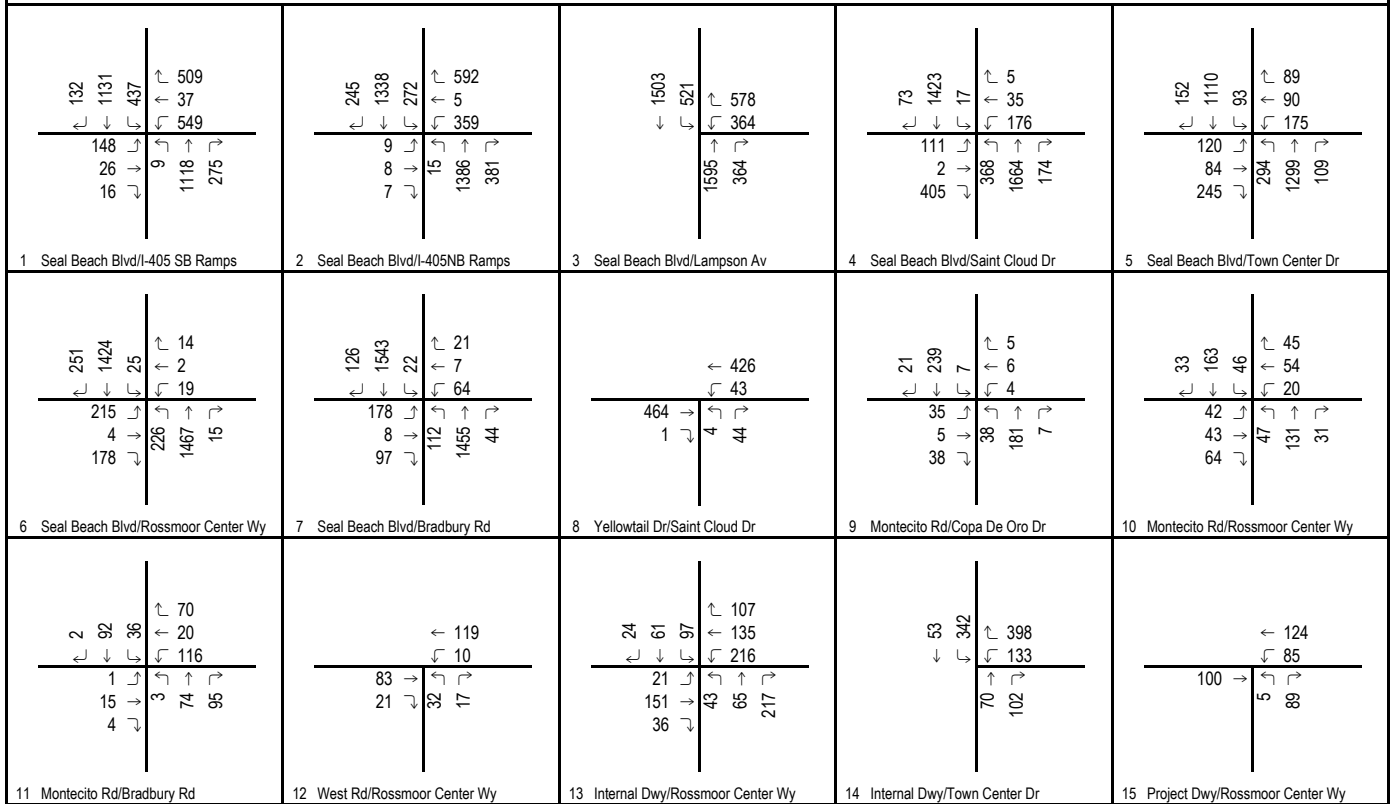 132 1131 437
509
37
549
148
26
16
9 1118 275
1 Seal Beach Blvd/I-405 SB Ramps
245 1338 272
592
5
359
9
8
7
15 1386 381
2 Seal Beach Blvd/I-405NB Ramps
1503 521
578
364
1595 364
3 Seal Beach Blvd/Lampson Av
73 1423 17
5
35
176
111
2
405
368 1664 174
4 Seal Beach Blvd/Saint Cloud Dr
152 1110 93
89
90
175
120
84
245
294 1299 109
5 Seal Beach Blvd/Town Center Dr
251 1424 25
14
2
19
215
4
178
226 1467 15
6 Seal Beach Blvd/Rossmoor Center Wy
126 1543 22
21
7
64
178
8
97
112 1455 44
7 Seal Beach Blvd/Bradbury Rd
426
43
464
1
4 44
8 Yellowtail Dr/Saint Cloud Dr
21 239 7
5
6
4
35
5
38
38 181 7
9 Montecito Rd/Copa De Oro Dr
33 163 46
45
54
20
42
43
64
47 131 31
10 Montecito Rd/Rossmoor Center Wy
2 92 36
70
20
116
1
15
4
3 74 95
11 Montecito Rd/Bradbury Rd
119
10
83
21
32 17
12 West Rd/Rossmoor Center Wy
24 61 97
107
135
216
21
151
36
43 65 217
13 Internal Dwy/Rossmoor Center Wy
53 342
398
133
70 102
14 Internal Dwy/Town Center Dr
124
85
100
5 89
15 Project Dwy/Rossmoor Center Wy